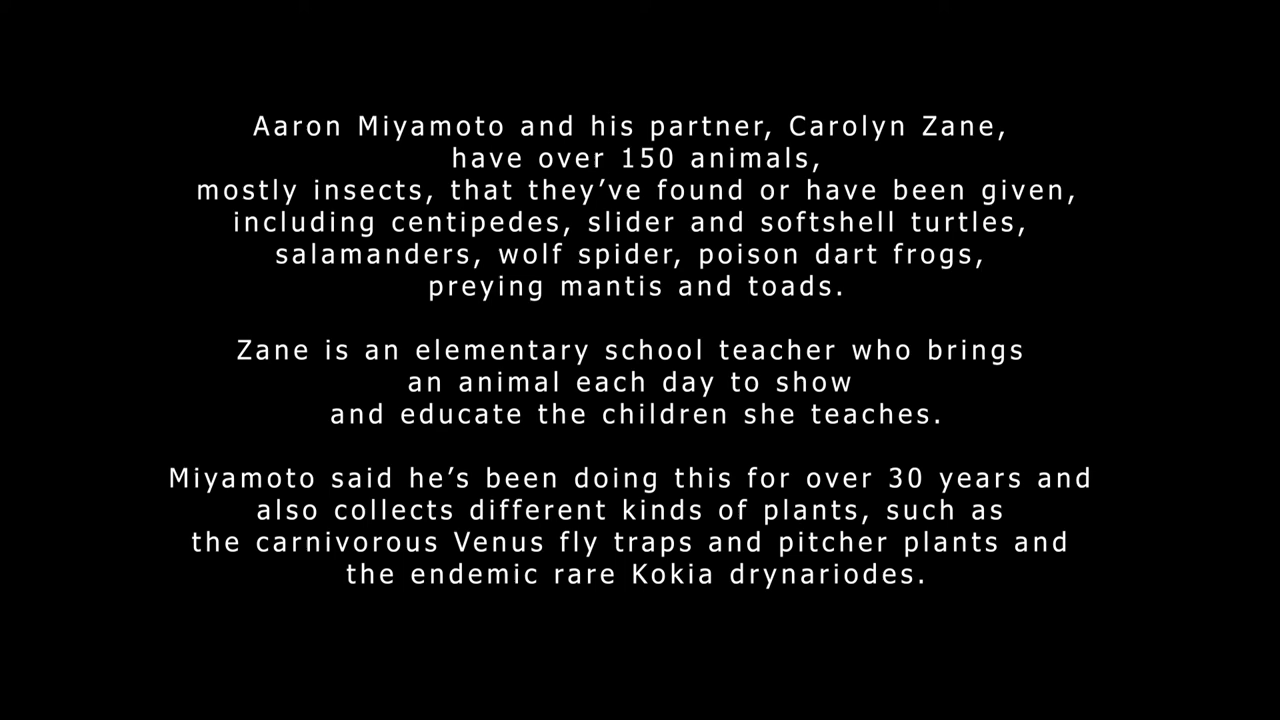 Aaron Miyamoto and his partner, Carolyn Zane,
have over 150 animals,
mostly insects, that they’ve found or have been given,
including centipedes, slider and softshell turtles,
salamanders, wolf spider, poison dart frogs,
preying mantis and toads.
Zane is an elementary school teacher who brings
an animal each day to show
and educate the children she teaches.
Miyamoto said he’s been doing this for over 30 years and
also collects different kinds of plants, such as
the carnivorous Venus fly traps and pitcher plants and
the endemic rare Kokia drynariodes.